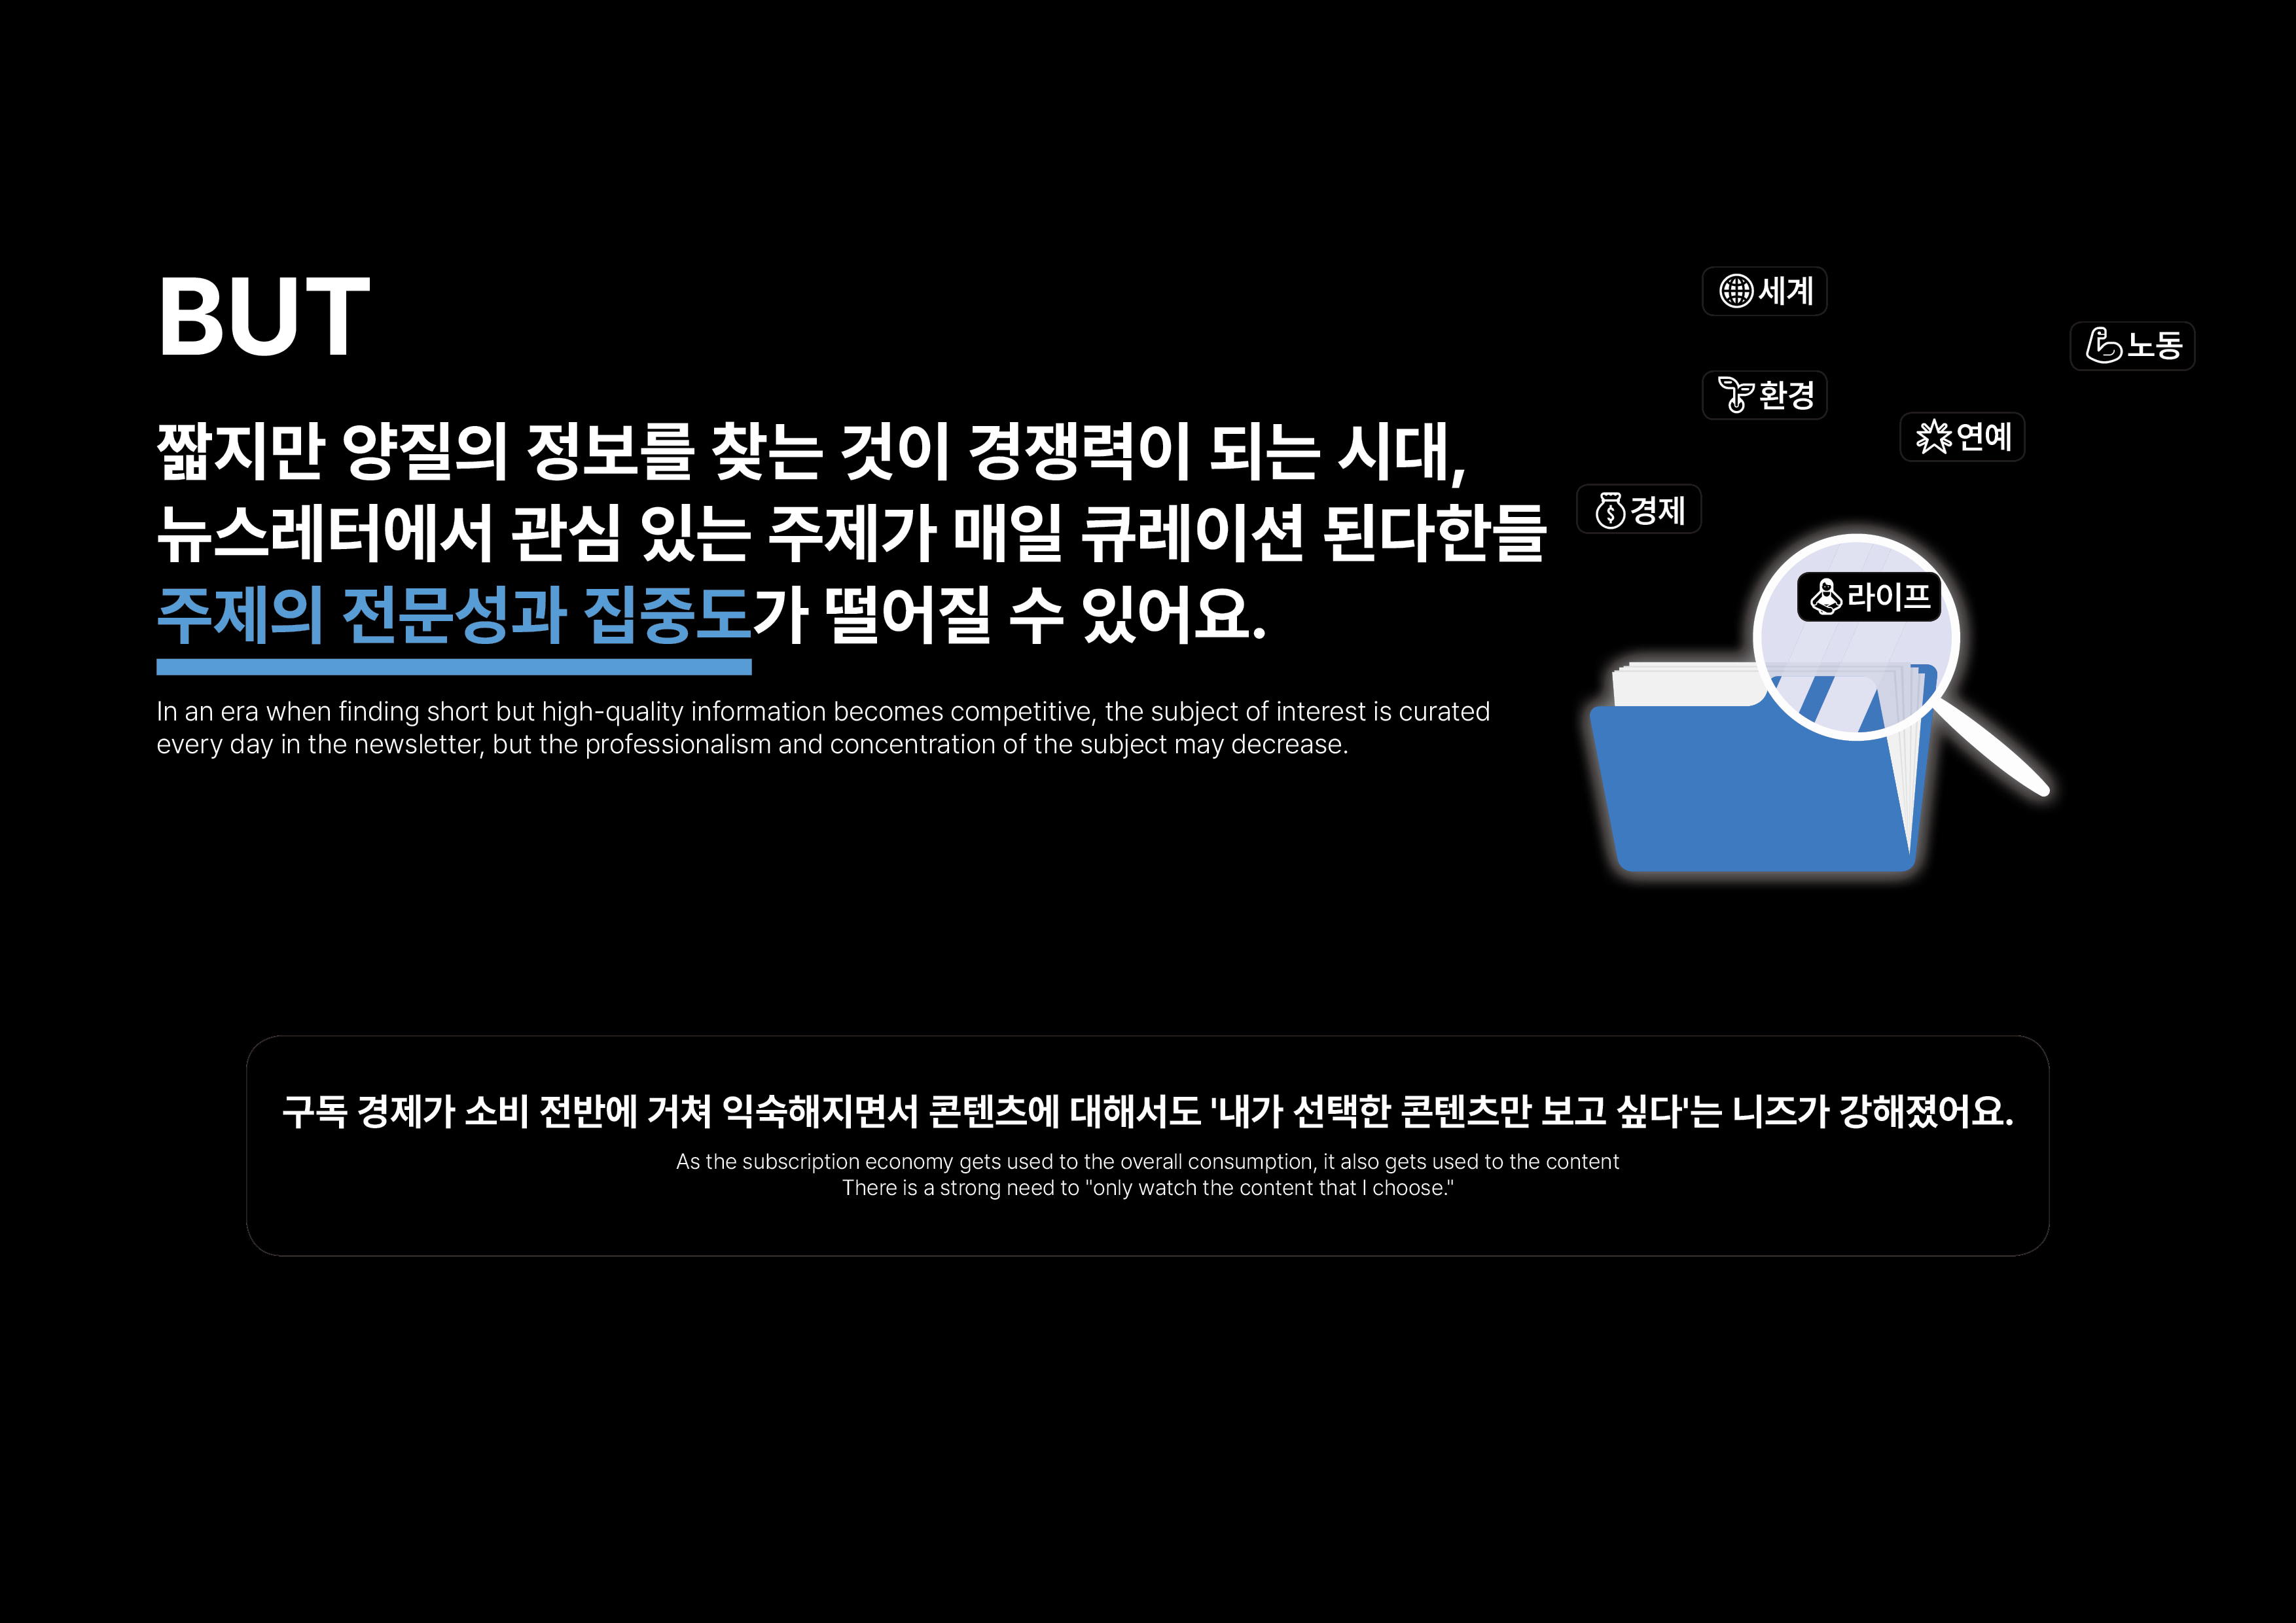 BUT
짧지만 양질의 정보를 찾는 것이 경쟁력이 되는 시대,
뉴스레터에서 관심 있는 주제가 매일 큐레이션 된다한들
주제의 전문성과 집중도가 떨어질 수 있어요.
In an era when finding short but high-quality information becomes competitive, the subject of interest is curated
every day in the newsletter, but the professionalism and concentration of the subject may decrease.
세계
노동
환경
연예
경제
라이프
구독 경제가 소비 전반에 거쳐 익숙해지면서 콘텐츠에 대해서도 '내가 선택한 콘텐츠만 보고 싶다'는 니즈가 강해졌어요.
As the subscription economy gets used to the overall consumption, it also gets used to the content
There is a strong need to "only watch the content that I choose."